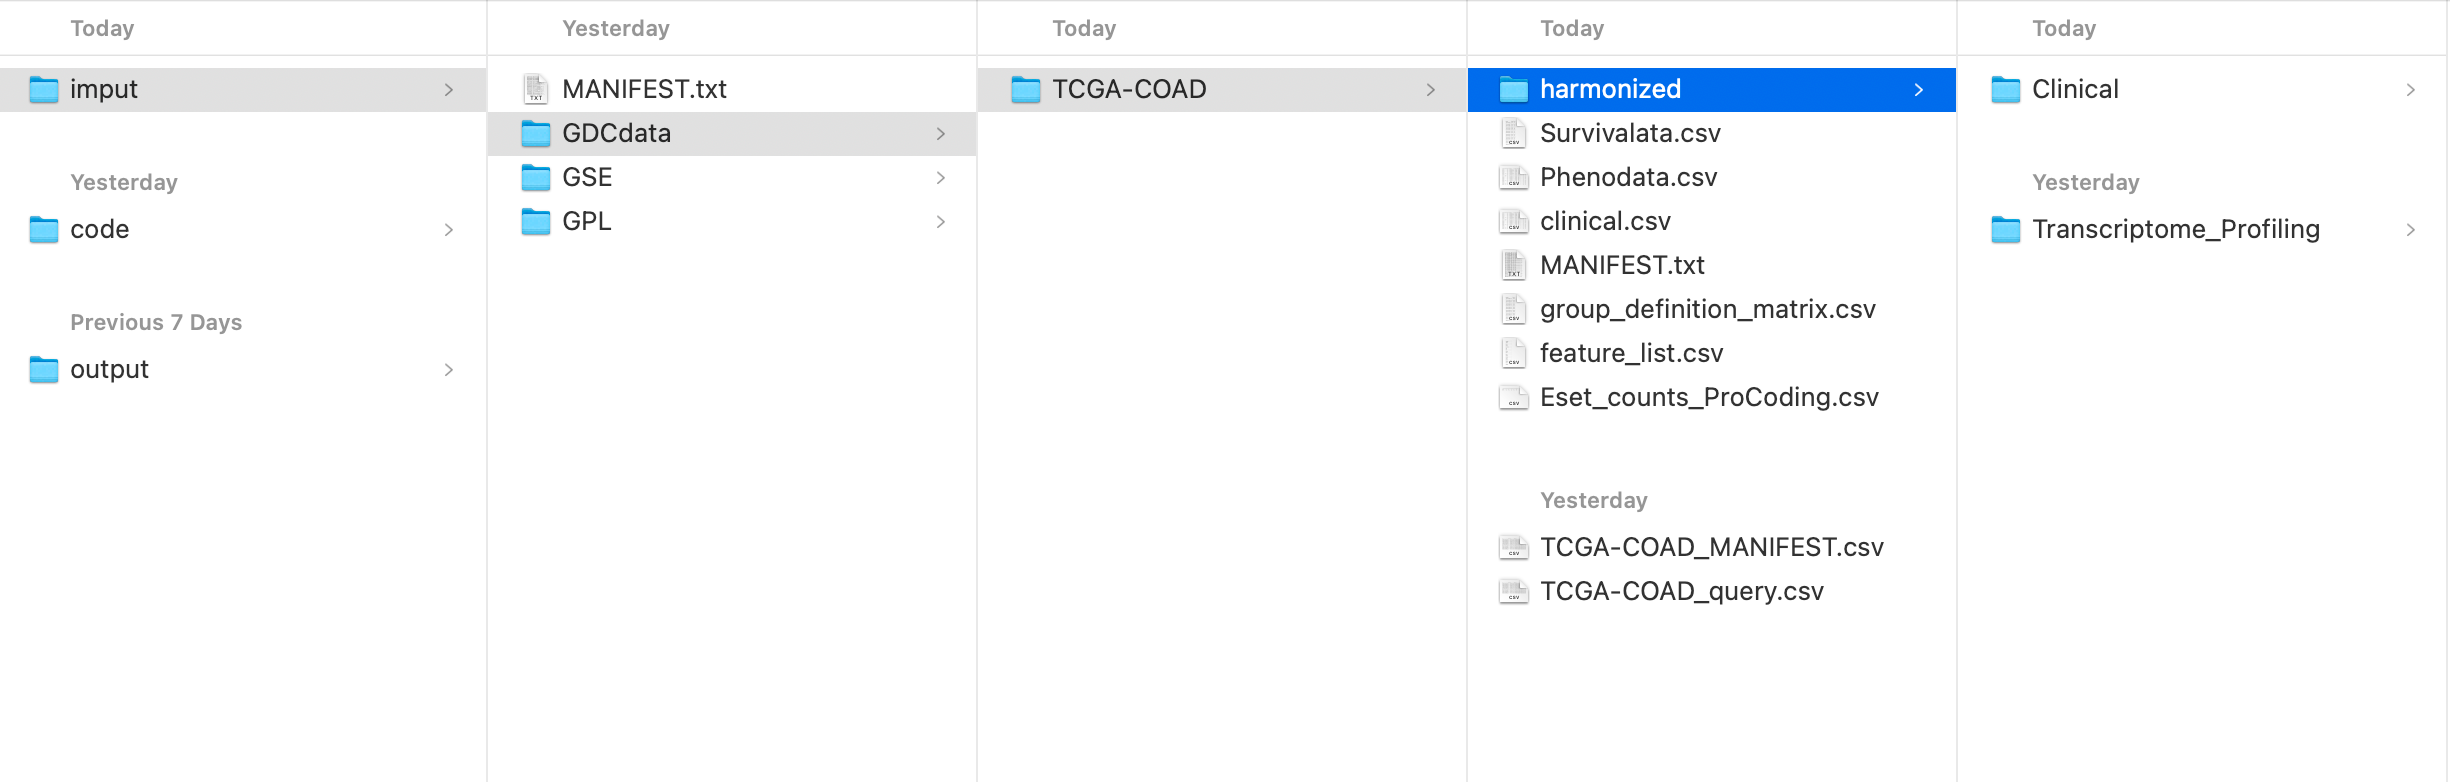 Today
imput
Yesterday
code
Previous 7 Days
output
Yesterday
MANIFEST.txt
GDCdata
GSE
GPL
Today
TCGA-COAD
Today
harmonized
Survivalata.csv
Phenodata.csv
clinical.csv
MANIFEST.txt
group_definition_matrix.csv
feature_list.csv
Eset_counts_ProCoding.csv
Yesterday
TCGA-COAD_MANIFEST.csv
TCGA-COAD_query.csv
Today
Clinical
Yesterday
Transcriptome_Profiling